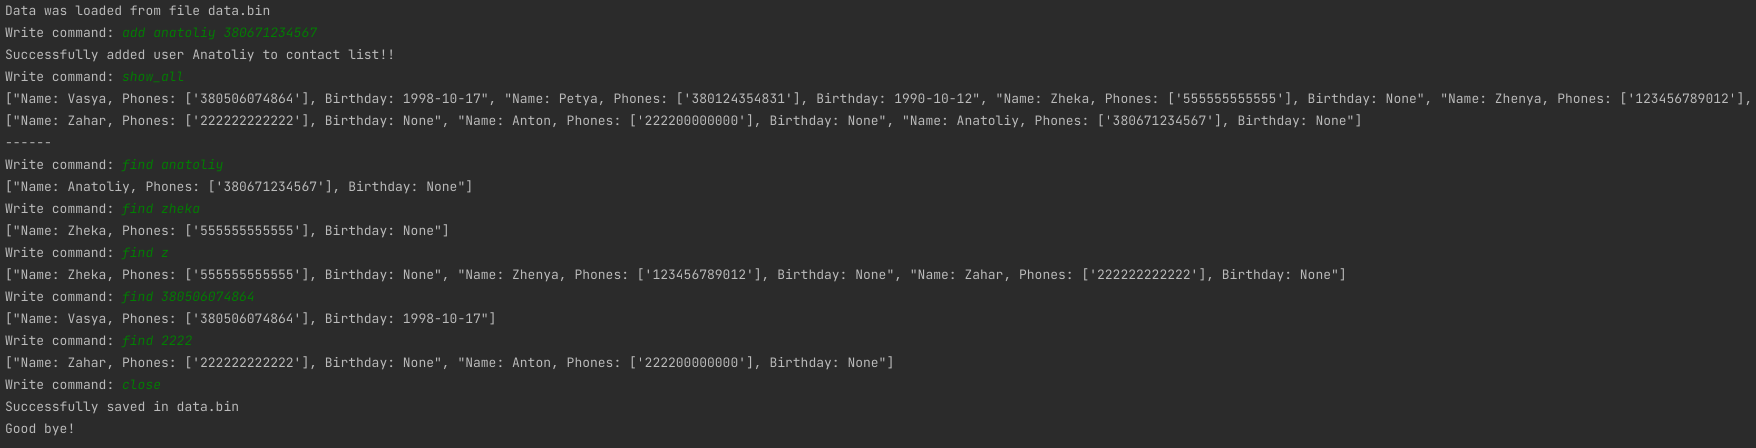 Data was loaded from file data.bin
Write command: add anatoliy 380671234567
Successfully added user Anatoliy to contact list!!
Write command: show_all
["Name: Vasya, Phones: ['380506074864'], Birthday: 1998-10-17", "Name: Petya, Phones: ['380124354831'], Birthday: 1990-10-12", "Name: Zheka, Phones: ['555555555555'], Birthday: None", "Name: Zhenya, Phones: ['123456789012'],
["Name: Zahar, Phones: ['222222222222'], Birthday: None", "Name: Anton, Phones: ['222200000000'], Birthday: None", "Name: Anatoliy, Phones: ['380671234567'], Birthday: None"]
------
Write command: find anatoliy
["Name: Anatoliy, Phones: ['380671234567'], Birthday: None"]
Write command: find zheka
["Name: Zheka, Phones: ['555555555555'], Birthday: None"]
Write command: find z
["Name: Zheka, Phones: ['555555555555'], Birthday: None", "Name: Zhenya, Phones: ['123456789012'], Birthday: None", "Name: Zahar, Phones: ['222222222222'], Birthday: None"]
Write command: find 380506074864
["Name: Vasya, Phones: ['380506074864'], Birthday: 1998-10-17"]
Write command: find 2222
["Name: Zahar, Phones: ['222222222222'], Birthday: None", "Name: Anton, Phones: ['222200000000'], Birthday: None"]
Write command: close
Successfully saved in data.bin
Good bye!